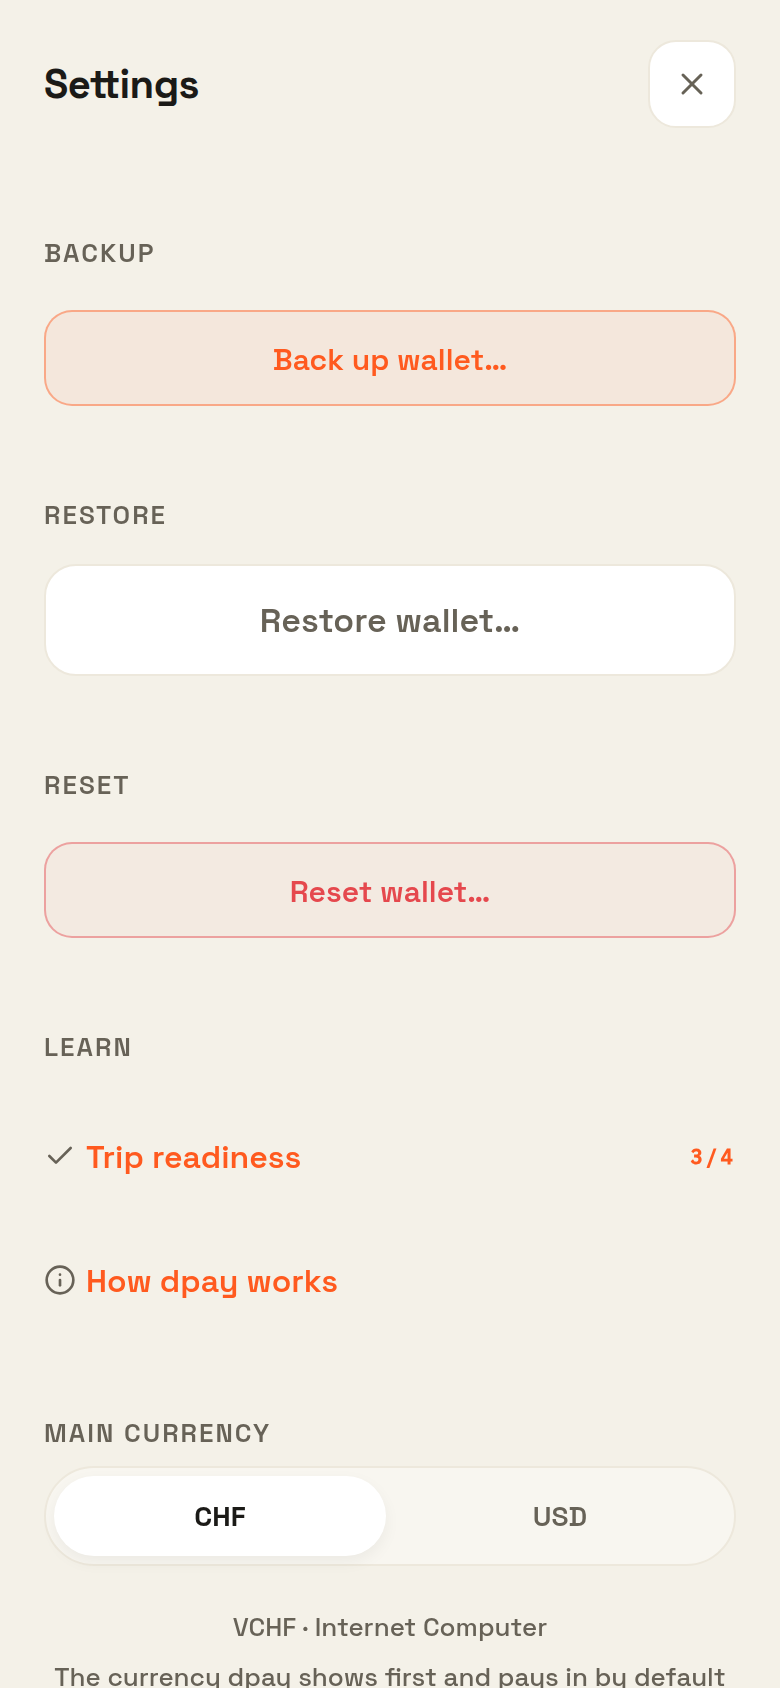 Settings
BACKUP
Back up wallet…
RESTORE
Restore wallet…
RESET
Reset wallet…
LEARN
Trip readiness 3/4
How dpay works
MAIN CURRENCY
CHF USD
VCHF · Internet Computer
The currency dpay shows first and pays in by default